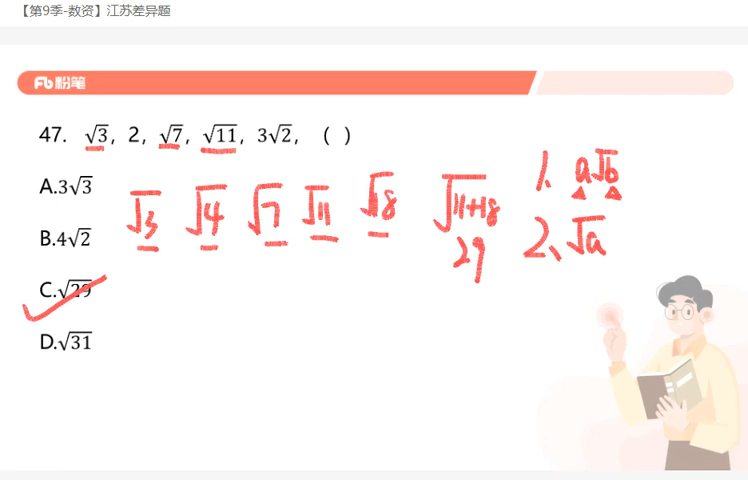 【第9季-数资】江苏差异题
粉笔
47. √3, 2, √7, √11, 3√2, ( )
A.3√3
B.4√2
C.√29
D.√31
√3 √4 √7 √11 √18 √11+18
29
1、a√b
2、√a